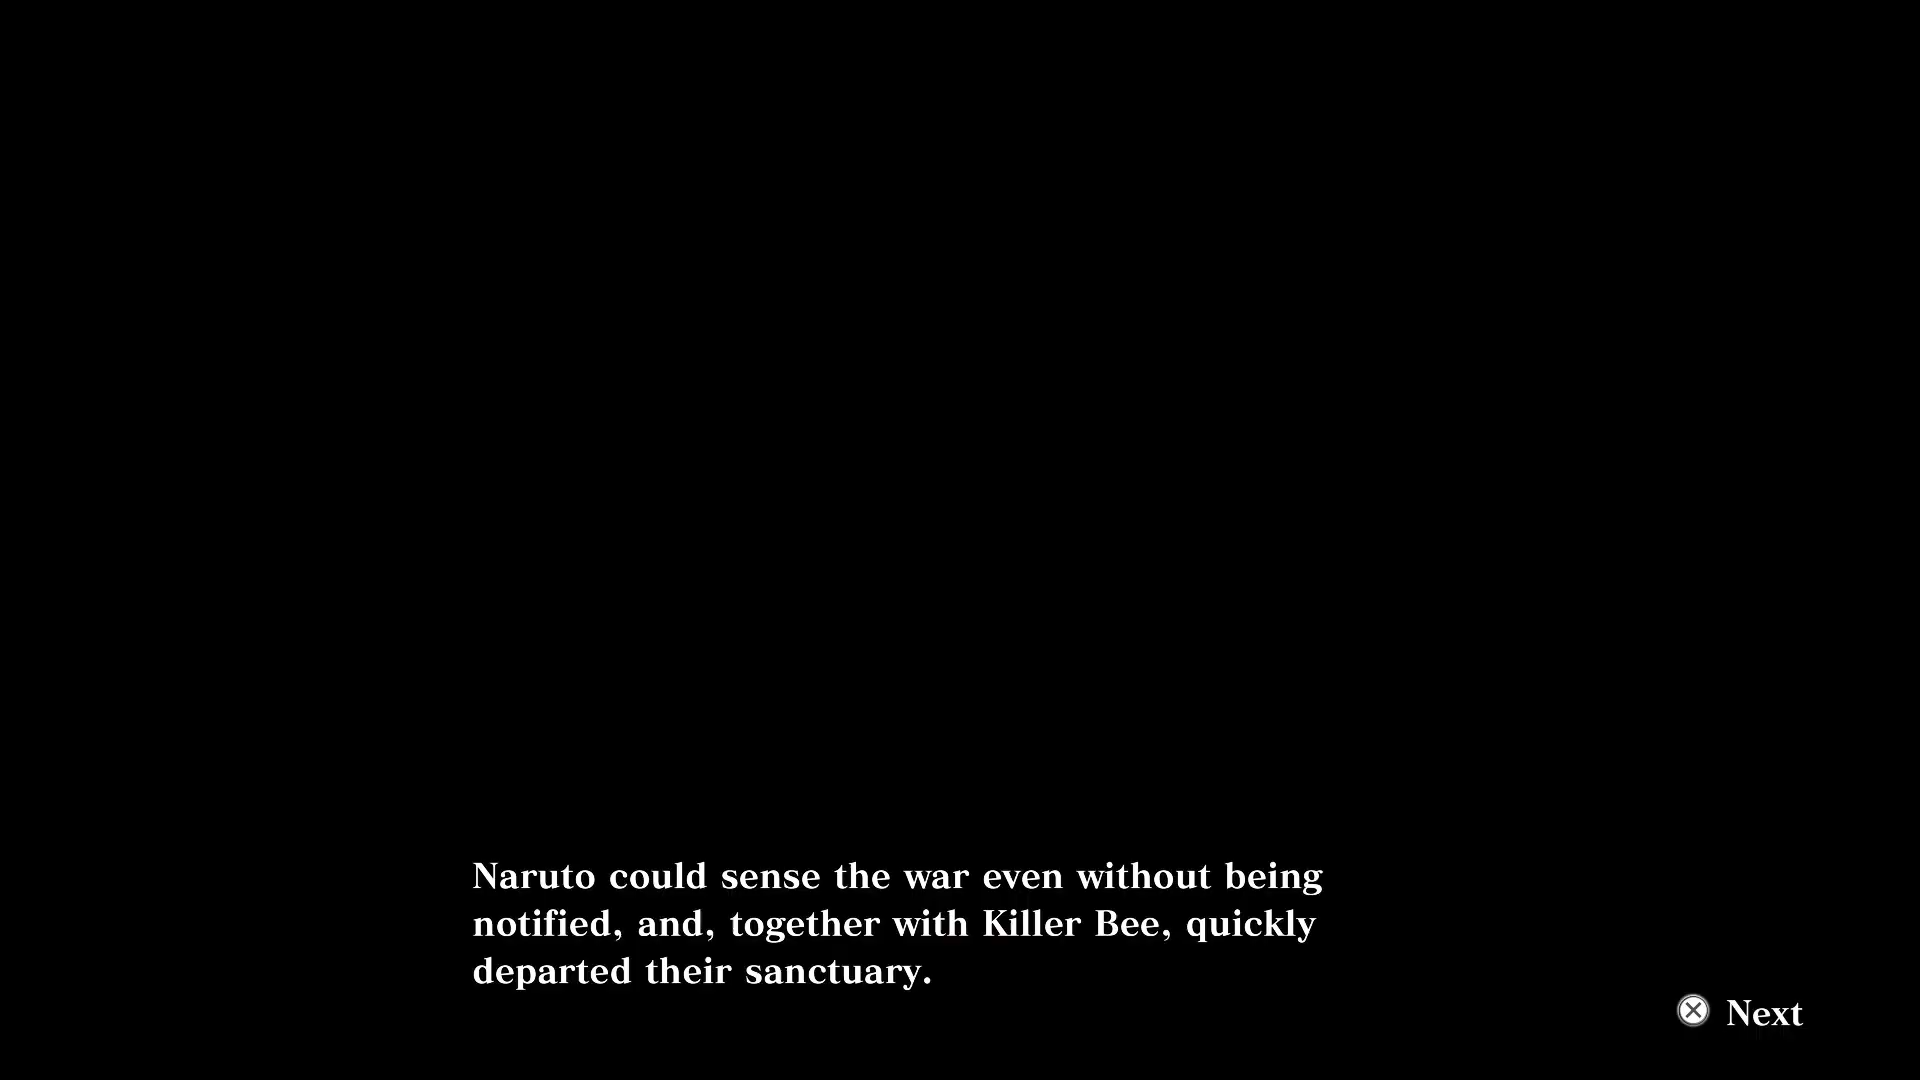 Naruto could sense the war even without being
notified, and, together with Killer Bee, quickly
departed their sanctuary.
Next